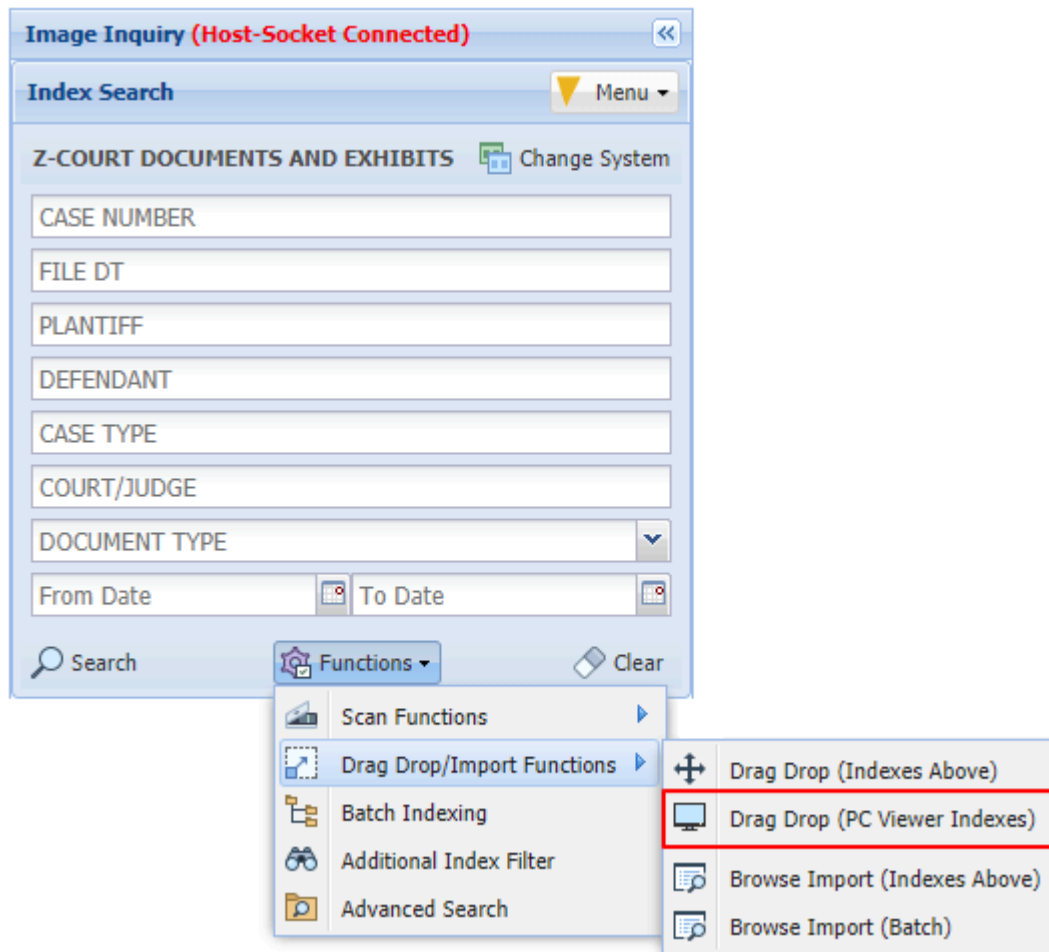 Image Inquiry (Host-Socket Connected)
Index Search Menu
Z-COURT DOCUMENTS AND EXHIBITS Change System
CASE NUMBER
FILE DT
PLANTIFF
DEFENDANT
CASE TYPE
COURT/JUDGE
DOCUMENT TYPE
From Date To Date
Search Functions Clear
Scan Functions
Drag Drop/Import Functions
Batch Indexing
Additional Index Filter
Advanced Search
Drag Drop (Indexes Above)
Drag Drop (PC Viewer Indexes)
Browse Import (Indexes Above)
Browse Import (Batch)